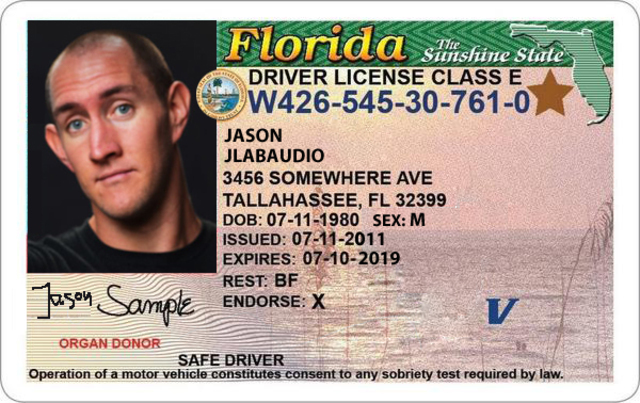 Florida The Sunshine State
DRIVER LICENSE CLASS E
W426-545-30-761-0
JASON
JLABAUDIO
3456 SOMEWHERE AVE
TALLAHASSEE, FL 32399
DOB: 07-11-1980 SEX: M
ISSUED: 07-11-2011
EXPIRES: 07-10-2019
REST: BF
ENDORSE: X
Jason Sample
V
ORGAN DONOR
SAFE DRIVER
Operation of a motor vehicle constitutes consent to any sobriety test required by law.